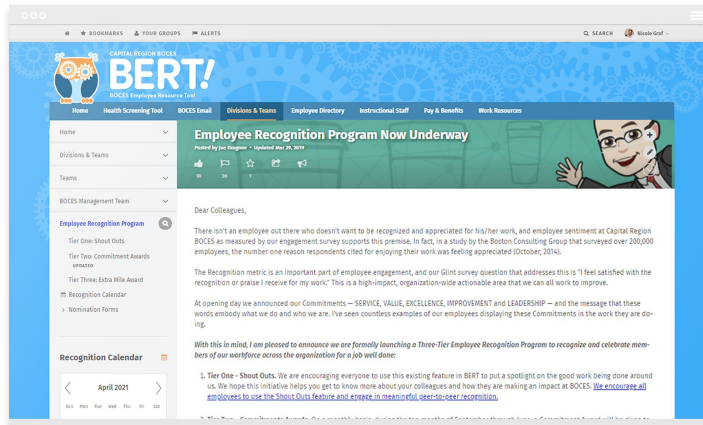 BOOKMARKS YOUR GROUPS ALERTS SEARCH Nicole Graf
CAPITAL REGION BOCES
BERT!
BOCES Employee Resource Tool
Home Health Screening Tool BOCES Email Divisions & Teams Employee Directory Instructional Staff Pay & Benefits Work Resources
Home
Divisions & Teams
Teams
BOCES Management Team
Employee Recognition Program
Tier One: Shout Outs
Tier Two: Commitment Awards
UPDATED
Tier Three: Extra Mile Award
Recognition Calendar
Nomination Forms
Recognition Calendar
April 2021
Sun Mon Tue Wed Thu Fri Sat
Employee Recognition Program Now Underway
Posted by Joe Dragone • Updated Mar 29, 2019
1
Dear Colleagues,
There isn't an employee out there who doesn't want to be recognized and appreciated for his/her work, and employee sentiment at Capital Region
BOCES as measured by our engagement survey supports this premise. In fact, in a study by the Boston Consulting Group that surveyed over 200,000
employees, the number one reason respondents cited for enjoying their work was feeling appreciated (October, 2014).
The Recognition metric is an important part of employee engagement, and our Glint survey question that addresses this is "I feel satisfied with the
recognition or praise I receive for my work." This is a high-impact, organization-wide actionable area that we can all work to improve.
At opening day we announced our Commitments — SERVICE, VALUE, EXCELLENCE, IMPROVEMENT and LEADERSHIP — and the message that these
words embody what we do and who we are. I've seen countless examples of our employees displaying these Commitments in the work they are do-
ing.
With this in mind, I am pleased to announce we are formally launching a Three-Tier Employee Recognition Program to recognize and celebrate mem-
bers of our workforce across the organization for a job well done:
1. Tier One - Shout Outs. We are encouraging everyone to use this existing feature in BERT to put a spotlight on the good work being done around
us. We hope this initiative helps you get to know more about your colleagues and how they are making an impact at BOCES. We encourage all
employees to use the Shout Outs feature and engage in meaningful peer-to-peer recognition.